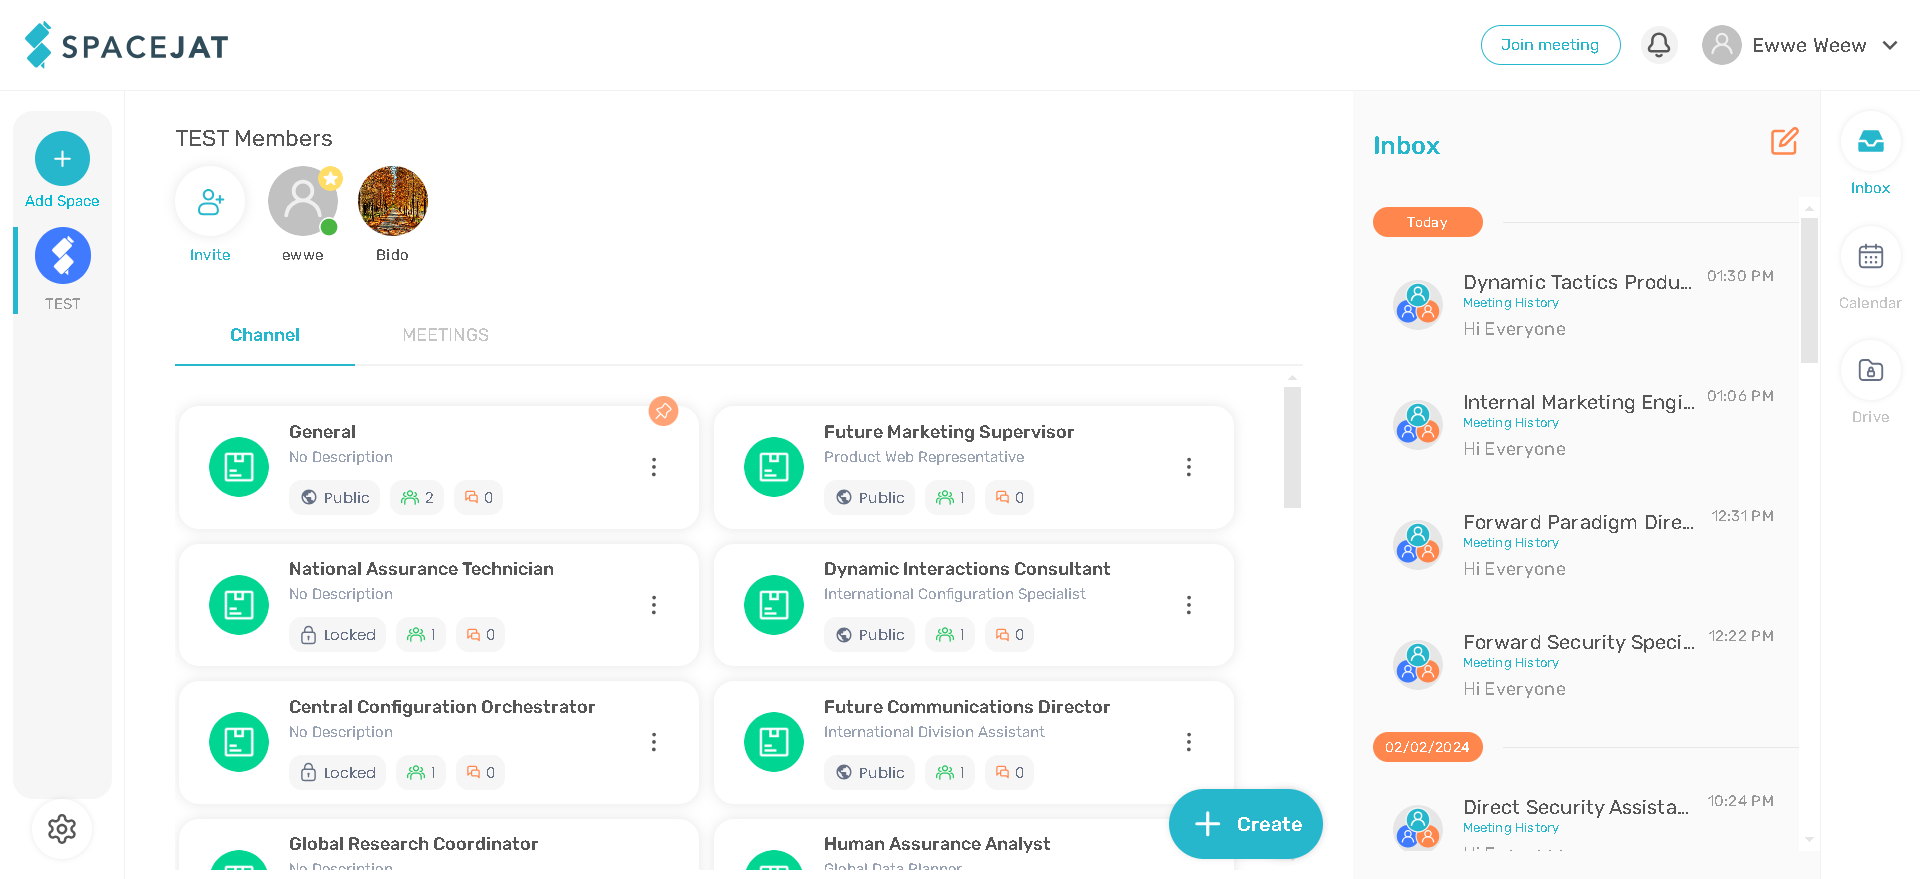 SPACEJAT
Join meeting
Ewwe Weew
Add Space
TEST
TEST Members
Invite
ewwe
Bido
Channel
MEETINGS
General
No Description
Public
2
0
Future Marketing Supervisor
Product Web Representative
Public
1
0
National Assurance Technician
No Description
Locked
1
0
Dynamic Interactions Consultant
International Configuration Specialist
Public
1
0
Central Configuration Orchestrator
No Description
Locked
1
0
Future Communications Director
International Division Assistant
Public
1
0
Global Research Coordinator
No Description
Human Assurance Analyst
Global Data Planner
Create
Inbox
Today
Dynamic Tactics Produ...
01:30 PM
Meeting History
Hi Everyone
Internal Marketing Engi...
01:06 PM
Meeting History
Hi Everyone
Forward Paradigm Dire...
12:31 PM
Meeting History
Hi Everyone
Forward Security Speci...
12:22 PM
Meeting History
Hi Everyone
02/02/2024
Direct Security Assista...
10:24 PM
Meeting History
Inbox
Calendar
Drive